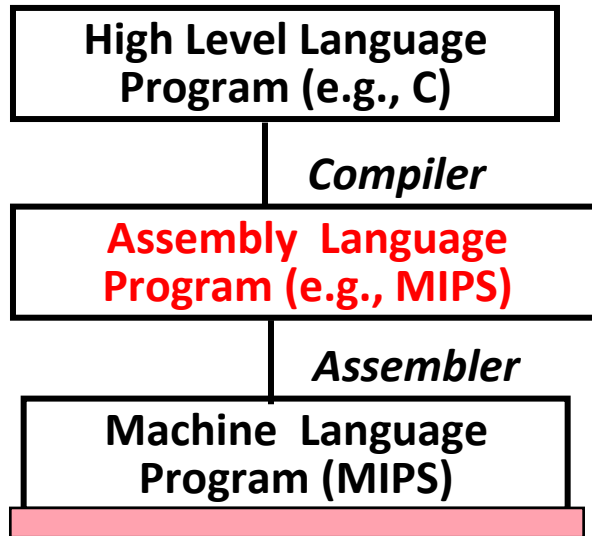 High Level Language
Program (e.g., C)
Compiler
Assembly Language
Program (e.g., MIPS)
Assembler
Machine Language
Program (MIPS)